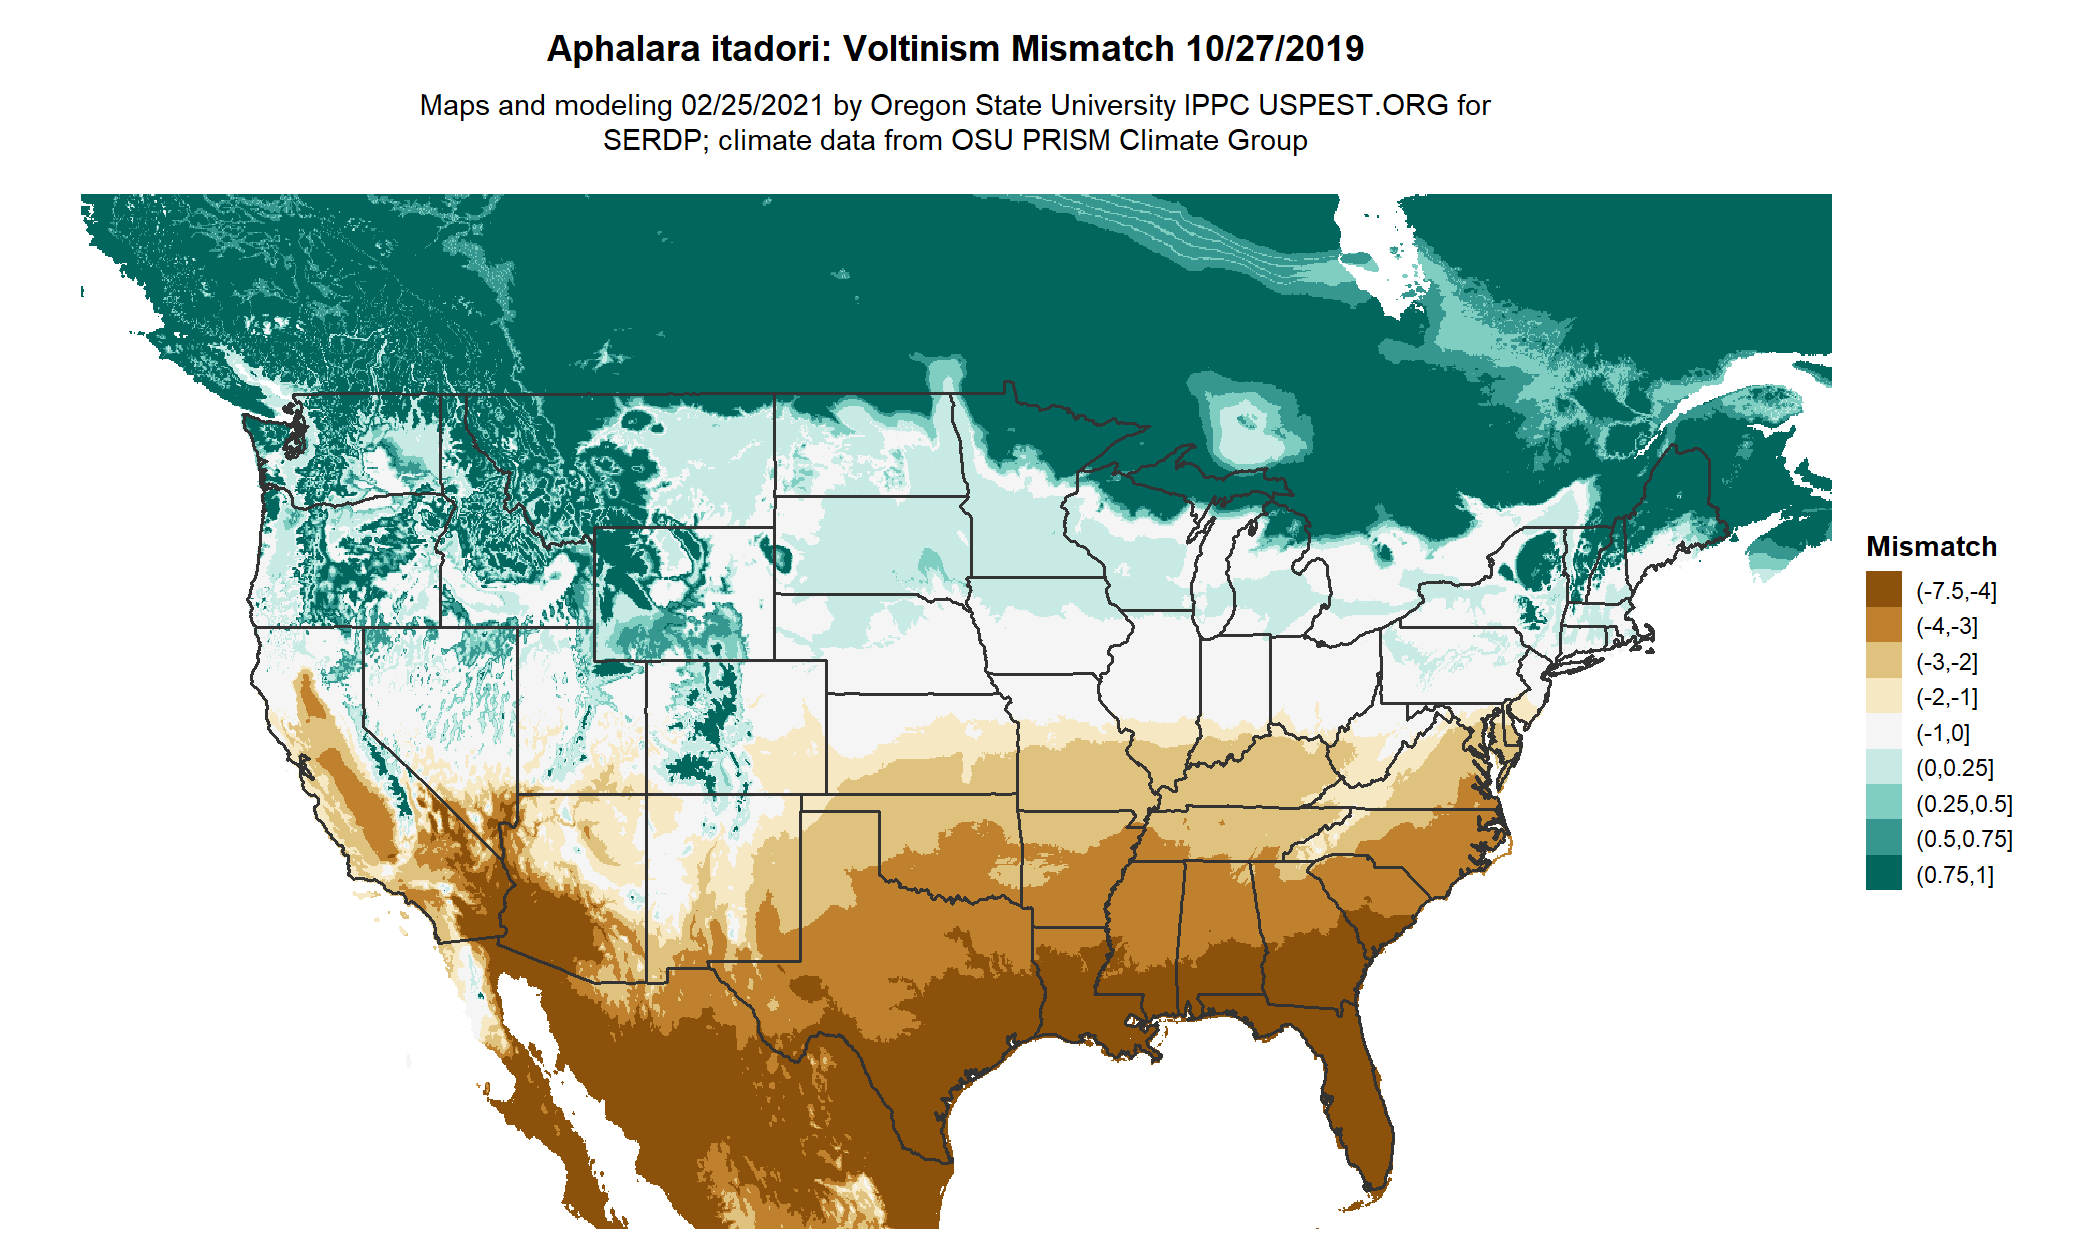 Aphalara itadori: Voltinism Mismatch 10/27/2019
Maps and modeling 02/25/2021 by Oregon State University IPPC USPEST.ORG for
SERDP; climate data from OSU PRISM Climate Group
Mismatch
(-7.5,-4]
(-4,-3]
(-3,-2]
(-2,-1]
(-1,0]
(0,0.25]
(0.25,0.5]
(0.5,0.75]
(0.75,1]